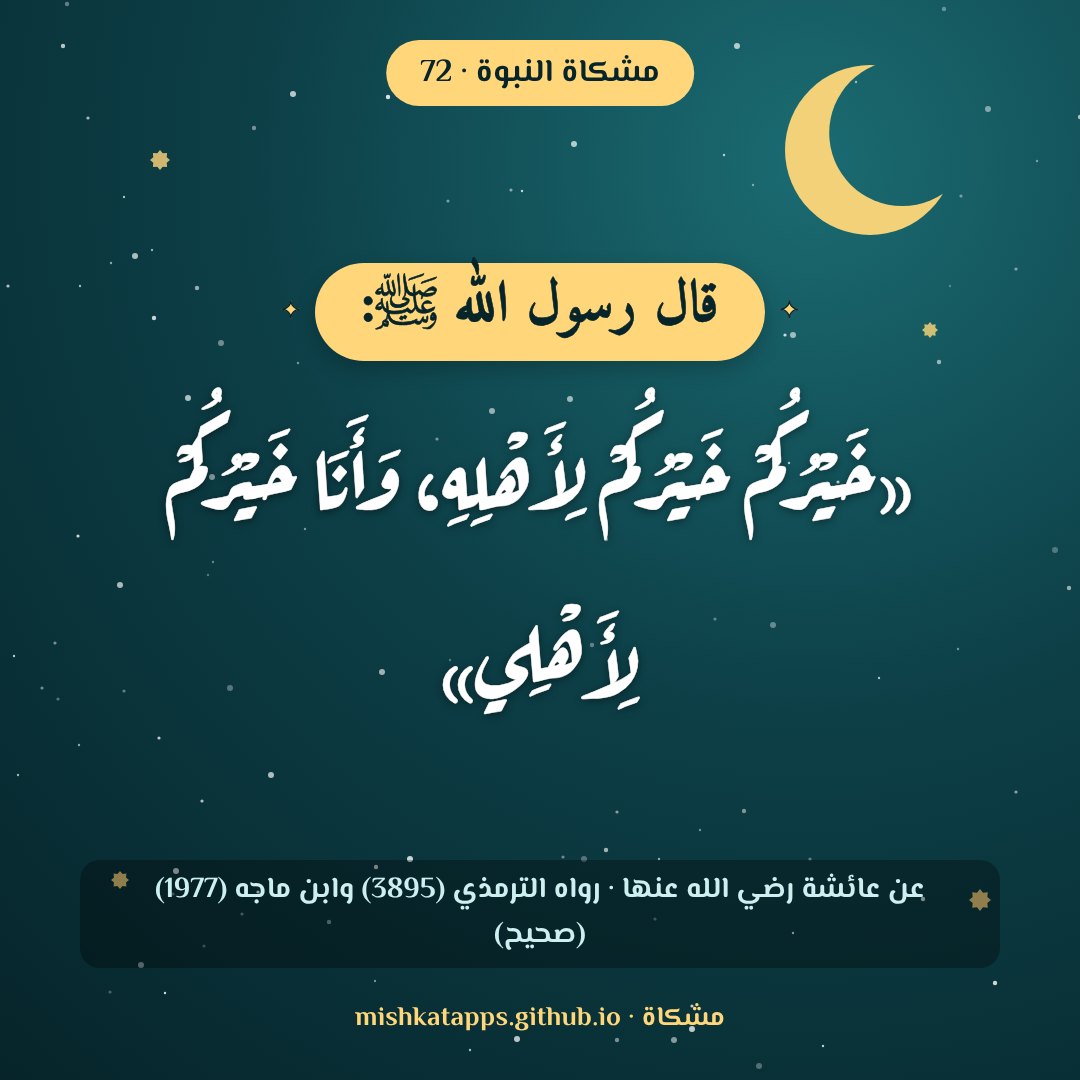 مشكاة النبوة · 72
قال رسول الله ﷺ:
«خَيْرُكُمْ خَيْرُكُمْ لِأَهْلِهِ، وَأَنَا خَيْرُكُمْ
لِأَهْلِي»
عن عائشة رضي الله عنها · رواه الترمذي (3895) وابن ماجه (1977)
(صحيح)
مشكاة · mishkatapps.github.io